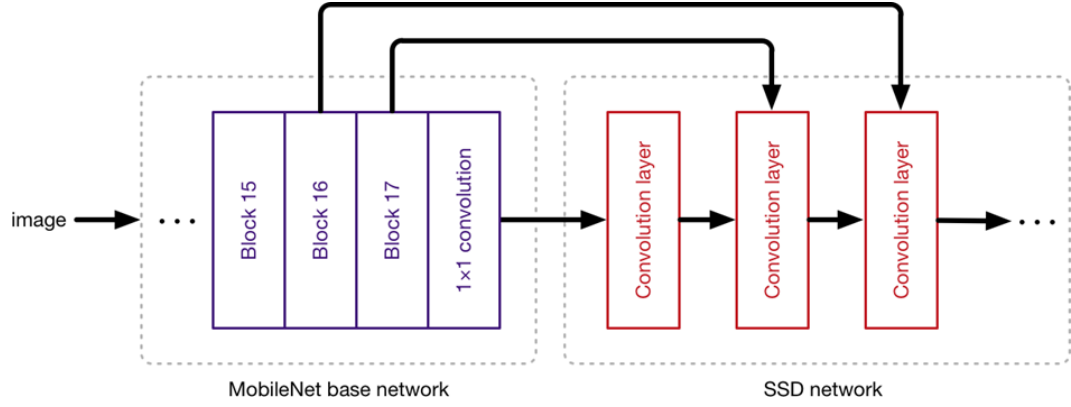 image
...
Block 15
Block 16
Block 17
1×1 convolution
Convolution layer
Convolution layer
Convolution layer
...
MobileNet base network
SSD network